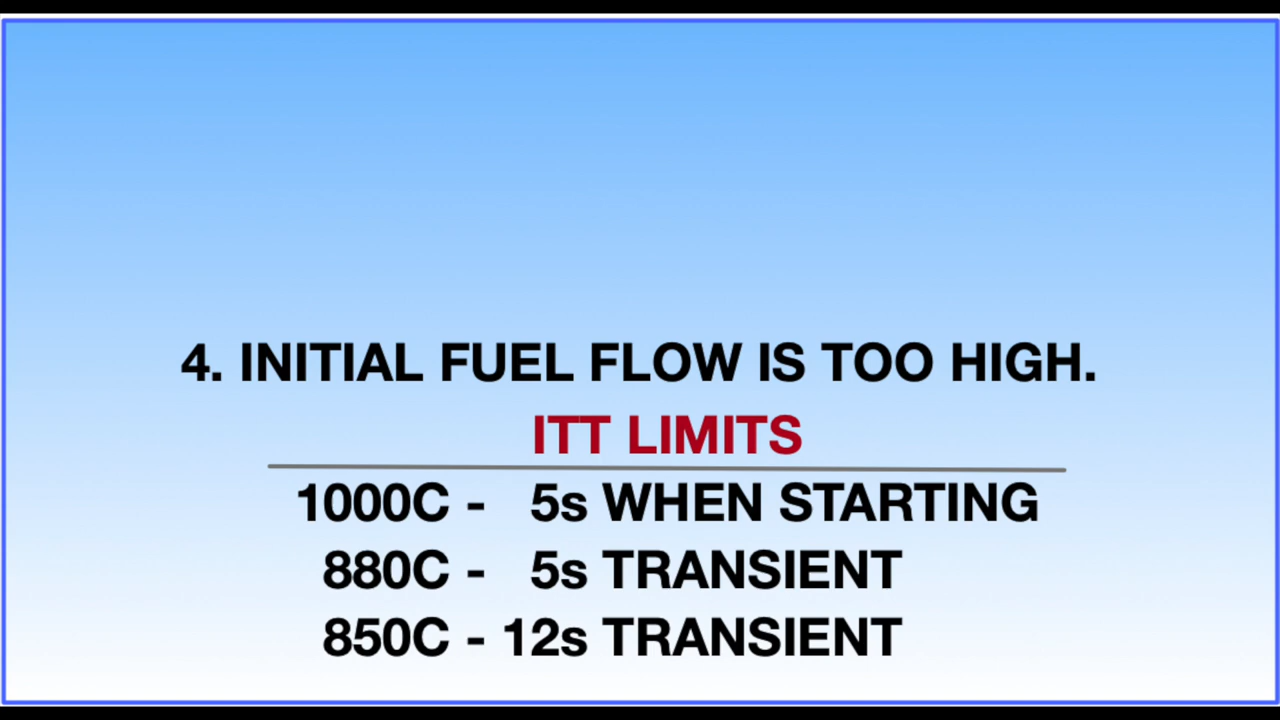 4. INITIAL FUEL FLOW IS TOO HIGH.
ITT LIMITS
1000C - 5s WHEN STARTING
880C - 5s TRANSIENT
850C - 12s TRANSIENT